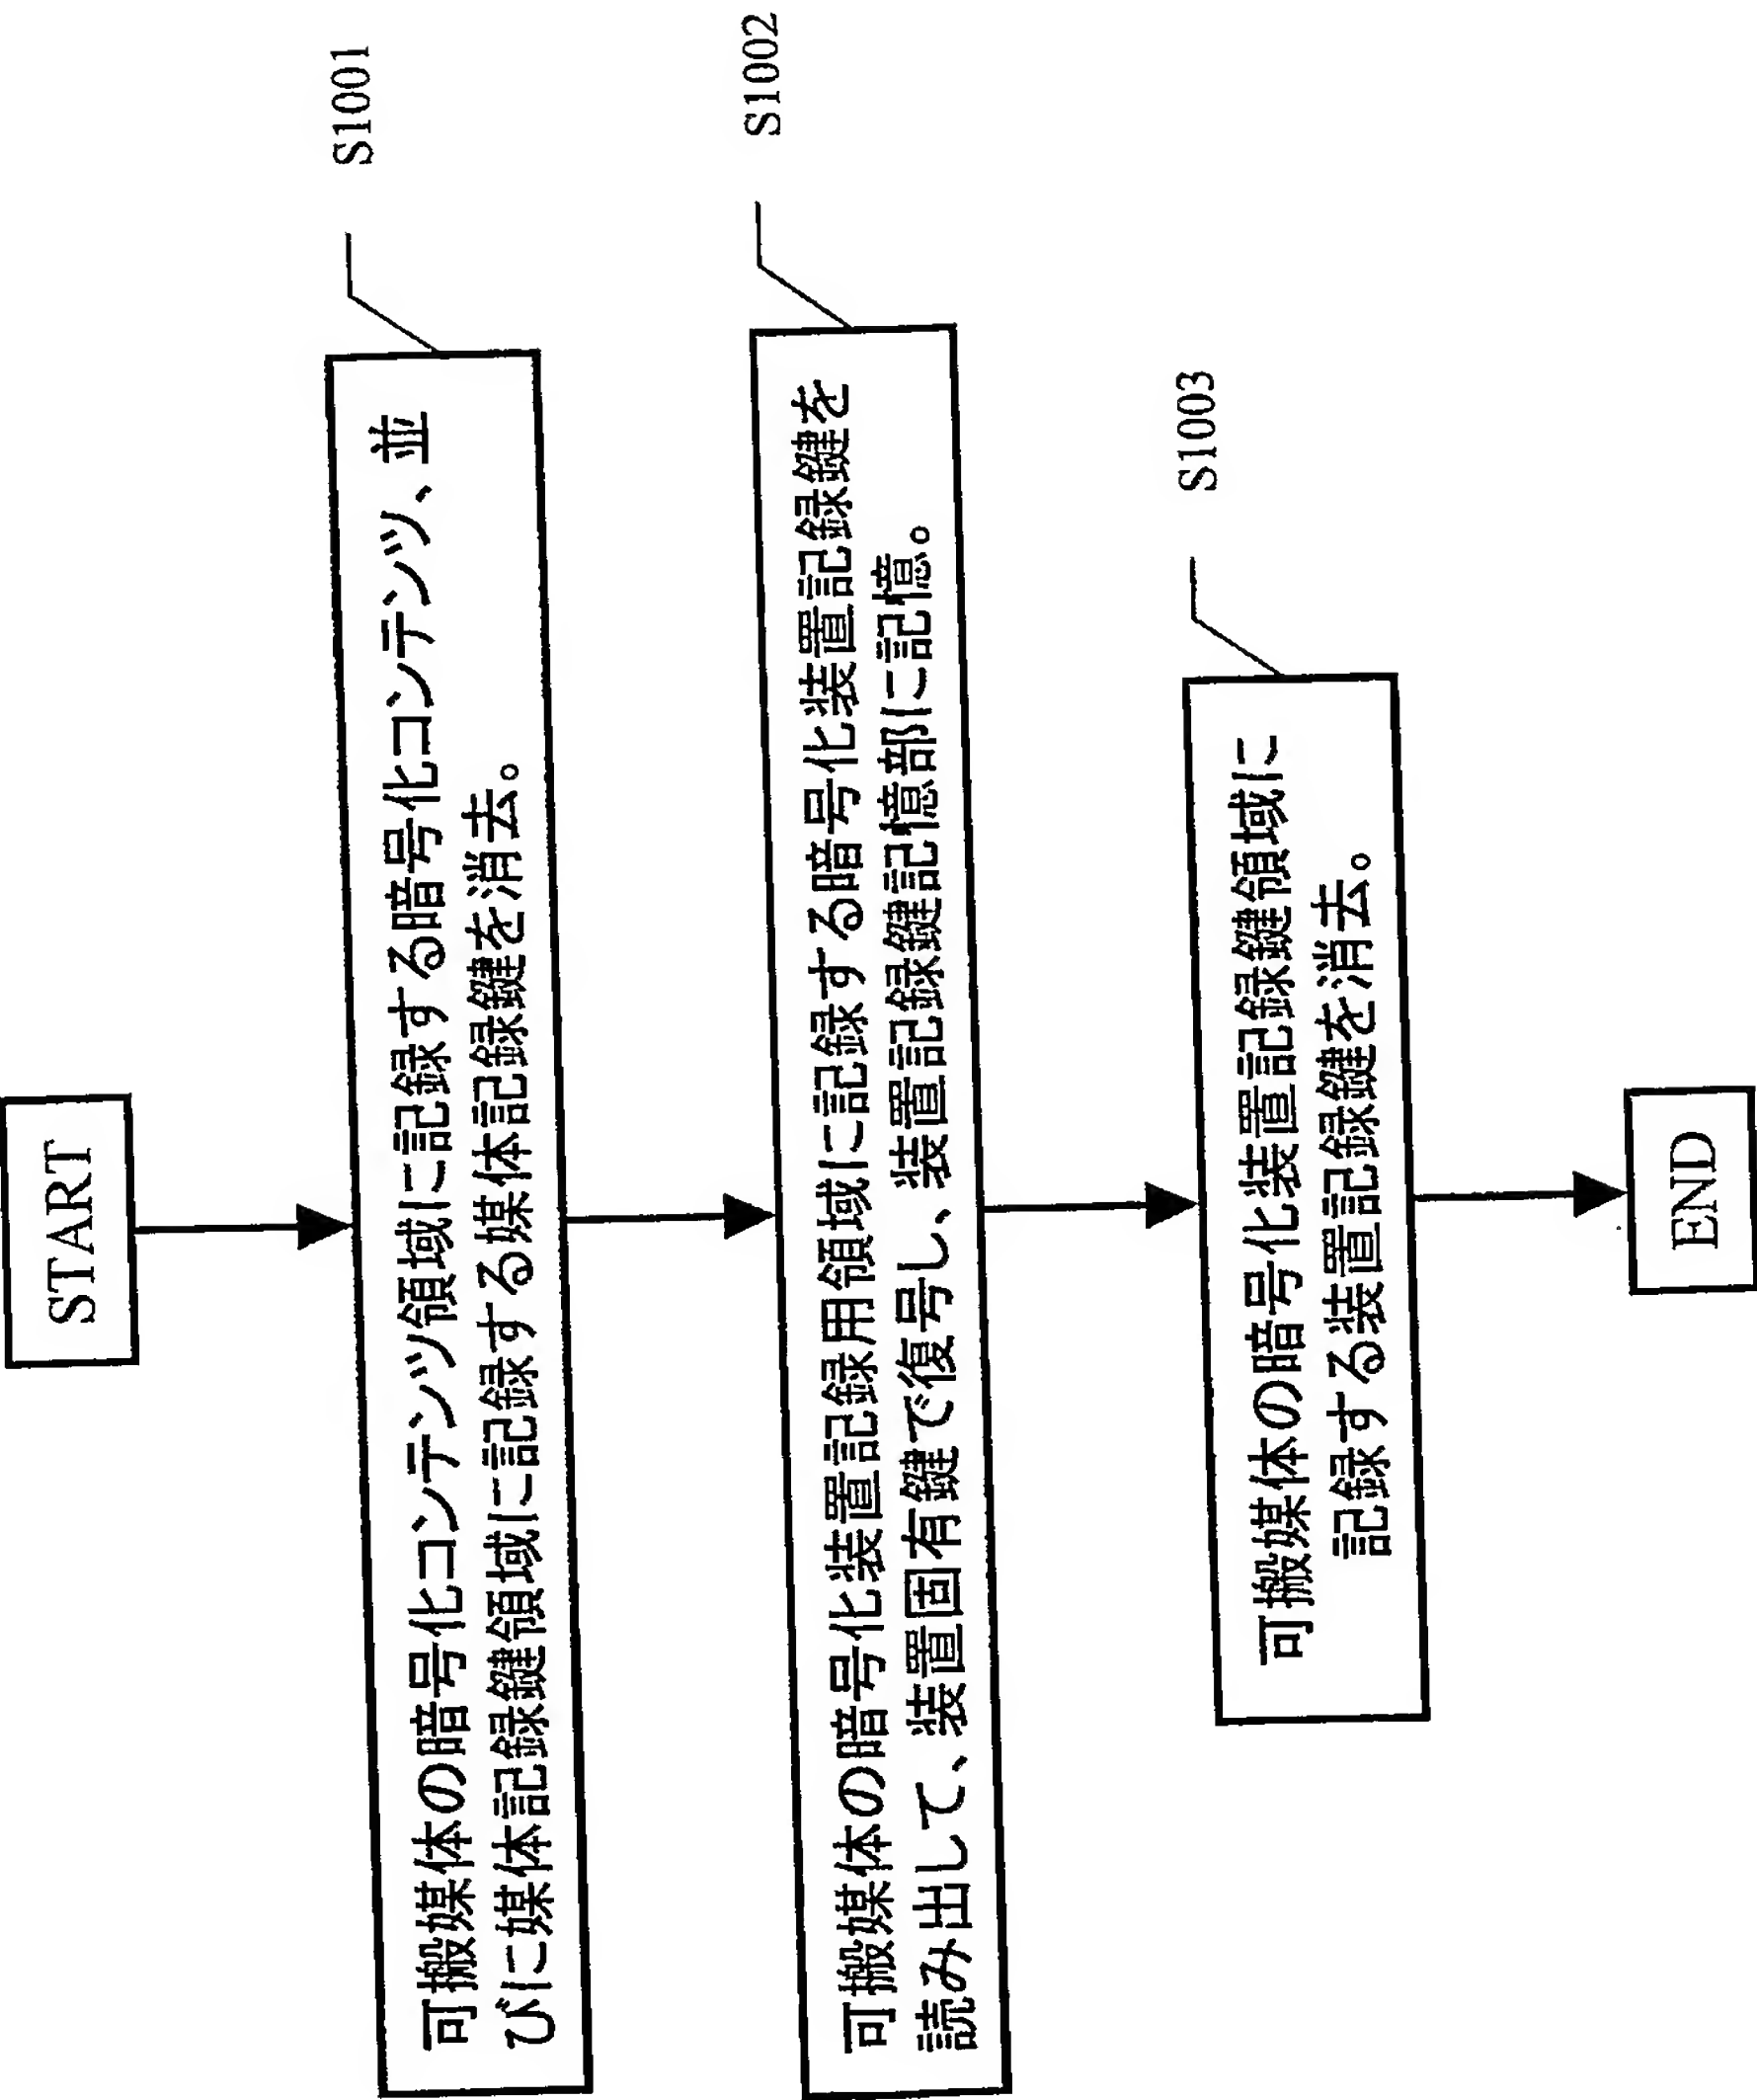 START
S1001
可搬媒体の暗号化コンテンツ領域に記録する暗号化コンテンツ、並
びに媒体記録鍵領域に記録する媒体記録鍵を消去。
S1002
可搬媒体の暗号化装置記録用領域に記録する暗号化装置記録鍵を
読み出して、装置固有鍵で復号し、装置記録鍵記憶部に記憶。
S1003
可搬媒体の暗号化装置記録鍵領域に
記録する装置記録鍵を消去。
END